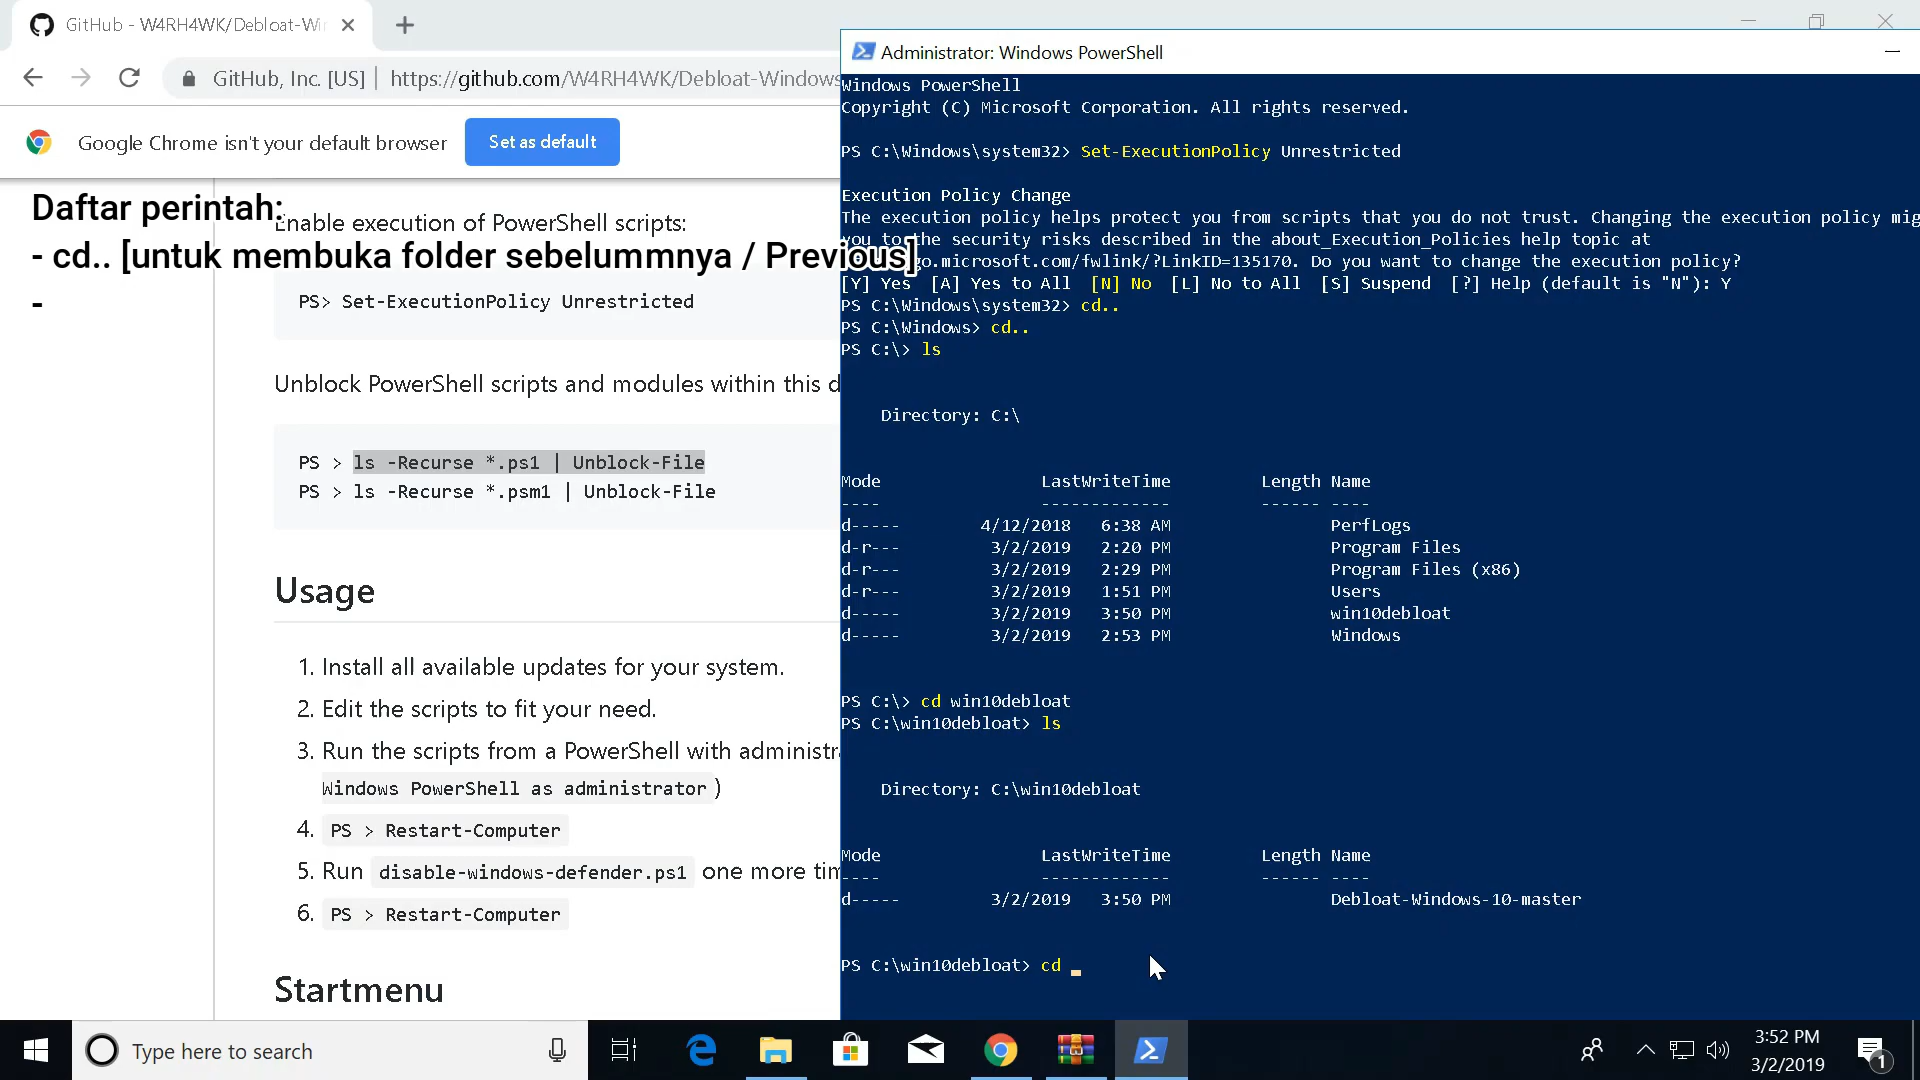 GitHub - W4RH4WK/Debloat-Wi
GitHub, Inc. [US] | https://github.com/W4RH4WK/Debloat-Windows
Google Chrome isn't your default browser
Set as default
Daftar perintah:
- cd.. [untuk membuka folder sebelummnya / Previous]
-
Enable execution of PowerShell scripts:
PS> Set-ExecutionPolicy Unrestricted
Unblock PowerShell scripts and modules within this d
PS > ls -Recurse *.ps1 | Unblock-File
PS > ls -Recurse *.psm1 | Unblock-File
Usage
1. Install all available updates for your system.
2. Edit the scripts to fit your need.
3. Run the scripts from a PowerShell with administra
Windows PowerShell as administrator )
4. PS > Restart-Computer
5. Run disable-windows-defender.ps1 one more tim
6. PS > Restart-Computer
Startmenu
Administrator: Windows PowerShell
Windows PowerShell
Copyright (C) Microsoft Corporation. All rights reserved.
PS C:\Windows\system32> Set-ExecutionPolicy Unrestricted
Execution Policy Change
The execution policy helps protect you from scripts that you do not trust. Changing the execution policy mig
you to the security risks described in the about_Execution_Policies help topic at
go.microsoft.com/fwlink/?LinkID=135170. Do you want to change the execution policy?
[Y] Yes  [A] Yes to All  [N] No  [L] No to All  [S] Suspend  [?] Help (default is "N"): Y
PS C:\Windows\system32> cd..
PS C:\Windows> cd..
PS C:\> ls
Directory: C:\
Mode LastWriteTime Length Name
---- ------------- ------ ----
d----- 4/12/2018 6:38 AM PerfLogs
d-r--- 3/2/2019 2:20 PM Program Files
d-r--- 3/2/2019 2:29 PM Program Files (x86)
d-r--- 3/2/2019 1:51 PM Users
d----- 3/2/2019 3:50 PM win10debloat
d----- 3/2/2019 2:53 PM Windows
PS C:\> cd win10debloat
PS C:\win10debloat> ls
Directory: C:\win10debloat
Mode LastWriteTime Length Name
---- ------------- ------ ----
d----- 3/2/2019 3:50 PM Debloat-Windows-10-master
PS C:\win10debloat> cd _
Type here to search
3:52 PM
3/2/2019
1